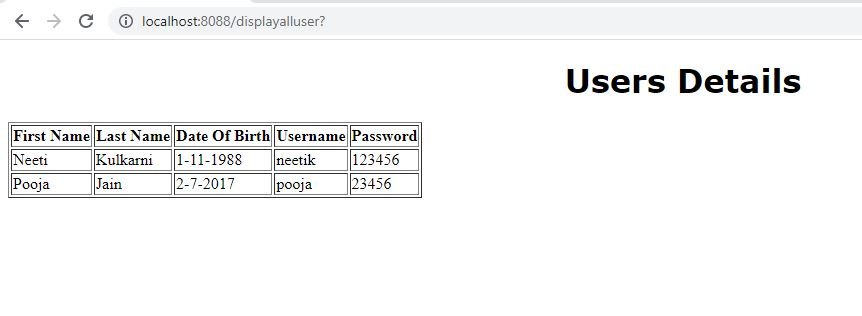 localhost:8088/displayalluser?
Users Details
First Name Last Name Date Of Birth Username Password
Neeti Kulkarni 1-11-1988 neetik 123456
Pooja Jain 2-7-2017 pooja 23456